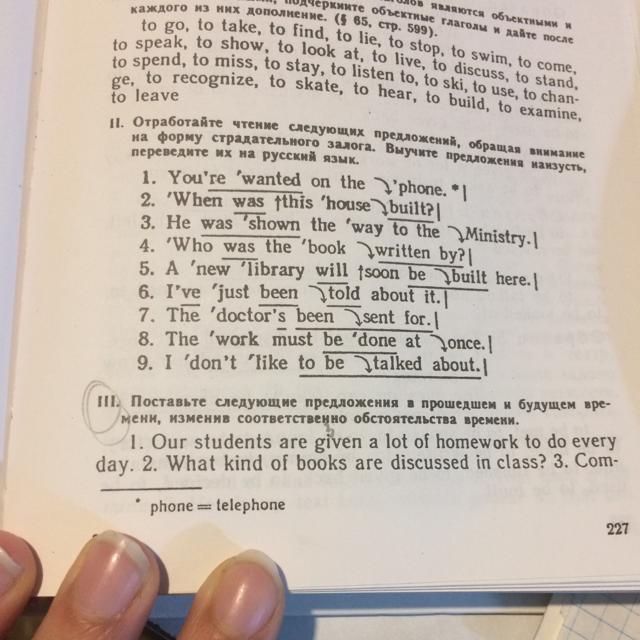 подчеркните объектные глаголов являются объектными и
каждого из них дополнение. (§ 65, стр. 599). и дайте после
to go, to take, to find, to lie, to stop, to swim, to come,
to speak, to show, to look at, to live, to discuss, to stand,
to spend, to miss, to stay, to listen to, to ski, to use, to chan-
ge, to recognize, to skate, to hear, to build, to examine,
to leave
II. Отработайте чтение следующих предложений, обращая внимание
на форму страдательного залога. Выучите предложения наизусть,
переведите их на русский язык.
1. You're 'wanted on the ⤵'phone. *|
2. 'When was ↑this 'house ⤵built?|
3. He was 'shown the 'way to the ⤵Ministry.|
4. 'Who was the 'book ⤵written by?|
5. A 'new 'library will ↑soon be ⤵built here.|
6. I've 'just been ⤵told about it.|
7. The 'doctor's been ⤵sent for.|
8. The 'work must be 'done at ⤵once.|
9. I 'don't 'like to be ⤵talked about.|
III. Поставьте следующие предложения в прошедшем и будущем вре-
мени, изменив соответственно обстоятельства времени.
1. Our students are given a lot of homework to do every
day. 2. What kind of books are discussed in class? 3. Com-
* phone = telephone
227